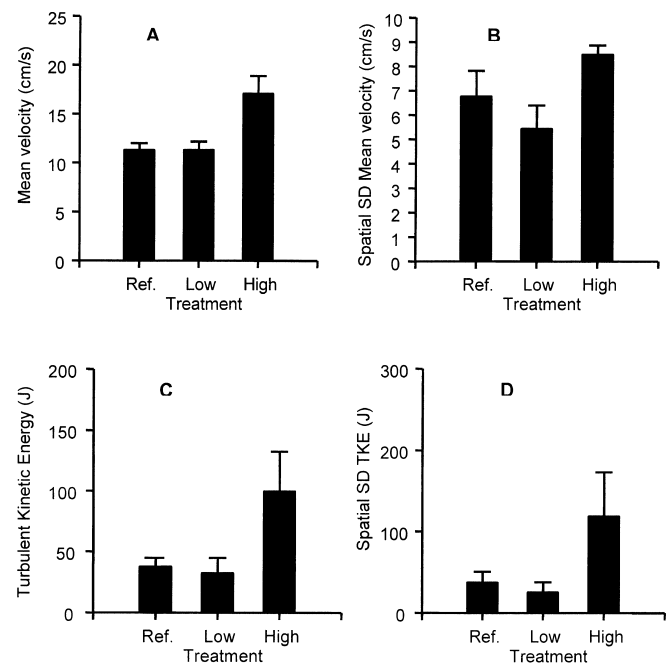 A
Mean velocity (cm/s)
25
20
15
10
5
0
Ref. Low High
Treatment
B
Spatial SD Mean velocity (cm/s)
10
9
8
7
6
5
4
3
2
1
0
Ref. Low High
Treatment
C
Turbulent Kinetic Energy (J)
200
150
100
50
0
Ref. Low High
Treatment
D
Spatial SD TKE (J)
300
200
100
0
Ref. Low High
Treatment